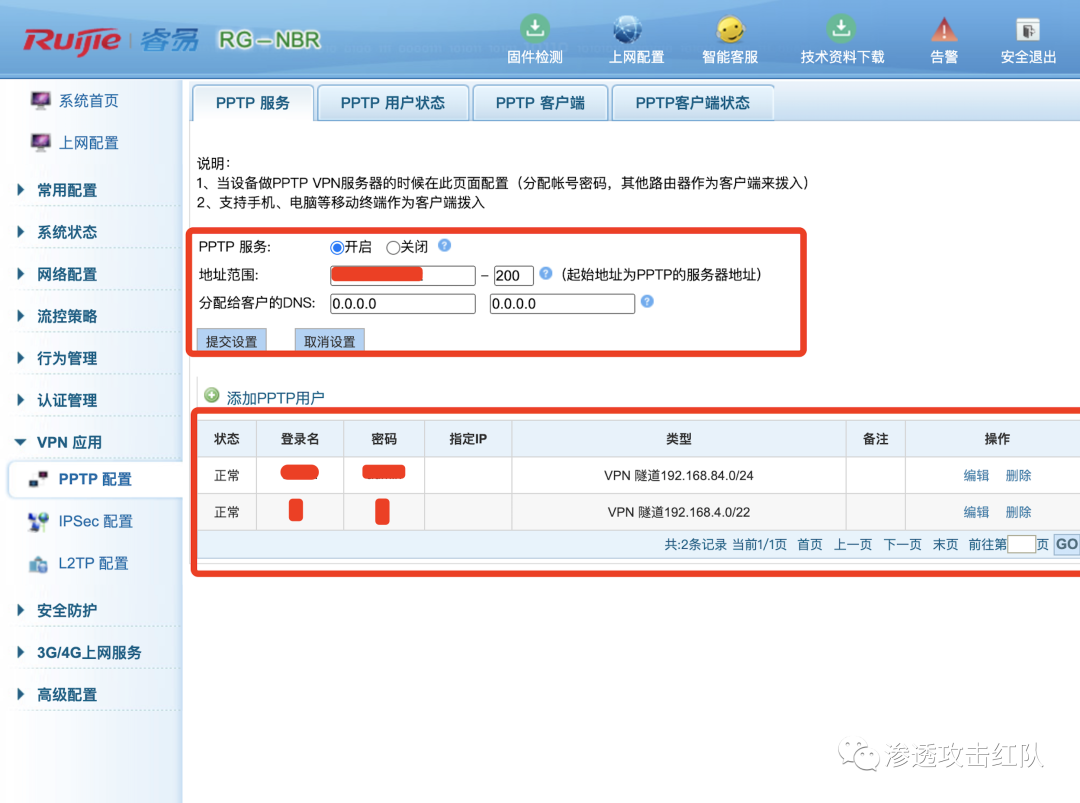 Ruijie | 睿易 RG-NBR
固件检测 上网配置 智能客服 技术资料下载 告警 安全退出
系统首页
上网配置
常用配置
系统状态
网络配置
流控策略
行为管理
认证管理
VPN 应用
PPTP 配置
IPSec 配置
L2TP 配置
安全防护
3G/4G上网服务
高级配置
PPTP 服务 PPTP 用户状态 PPTP 客户端 PPTP客户端状态
说明:
1、当设备做PPTP VPN服务器的时候在此页面配置（分配帐号密码，其他路由器作为客户端来拨入）
2、支持手机、电脑等移动终端作为客户端拨入
PPTP 服务: 开启 关闭 ?
地址范围: – 200 ? （起始地址为PPTP的服务器地址）
分配给客户的DNS: 0.0.0.0 0.0.0.0 ?
提交设置 取消设置
添加PPTP用户
状态 登录名 密码 指定IP 类型 备注 操作
正常 VPN 隧道192.168.84.0/24 编辑 删除
正常 VPN 隧道192.168.4.0/22 编辑 删除
共:2条记录 当前1/1页 首页 上一页 下一页 末页 前往第 页 GO
渗透攻击红队